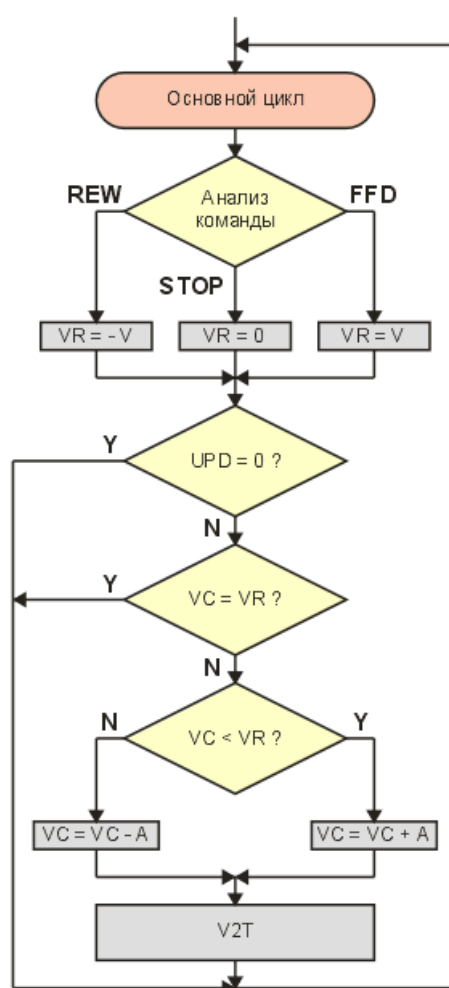 Основной цикл
REW
Анализ
команды
FFD
STOP
VR = - V
VR = 0
VR = V
Y
UPD = 0 ?
N
Y
VC = VR ?
N
N
VC < VR ?
Y
VC = VC - A
VC = VC + A
V2T